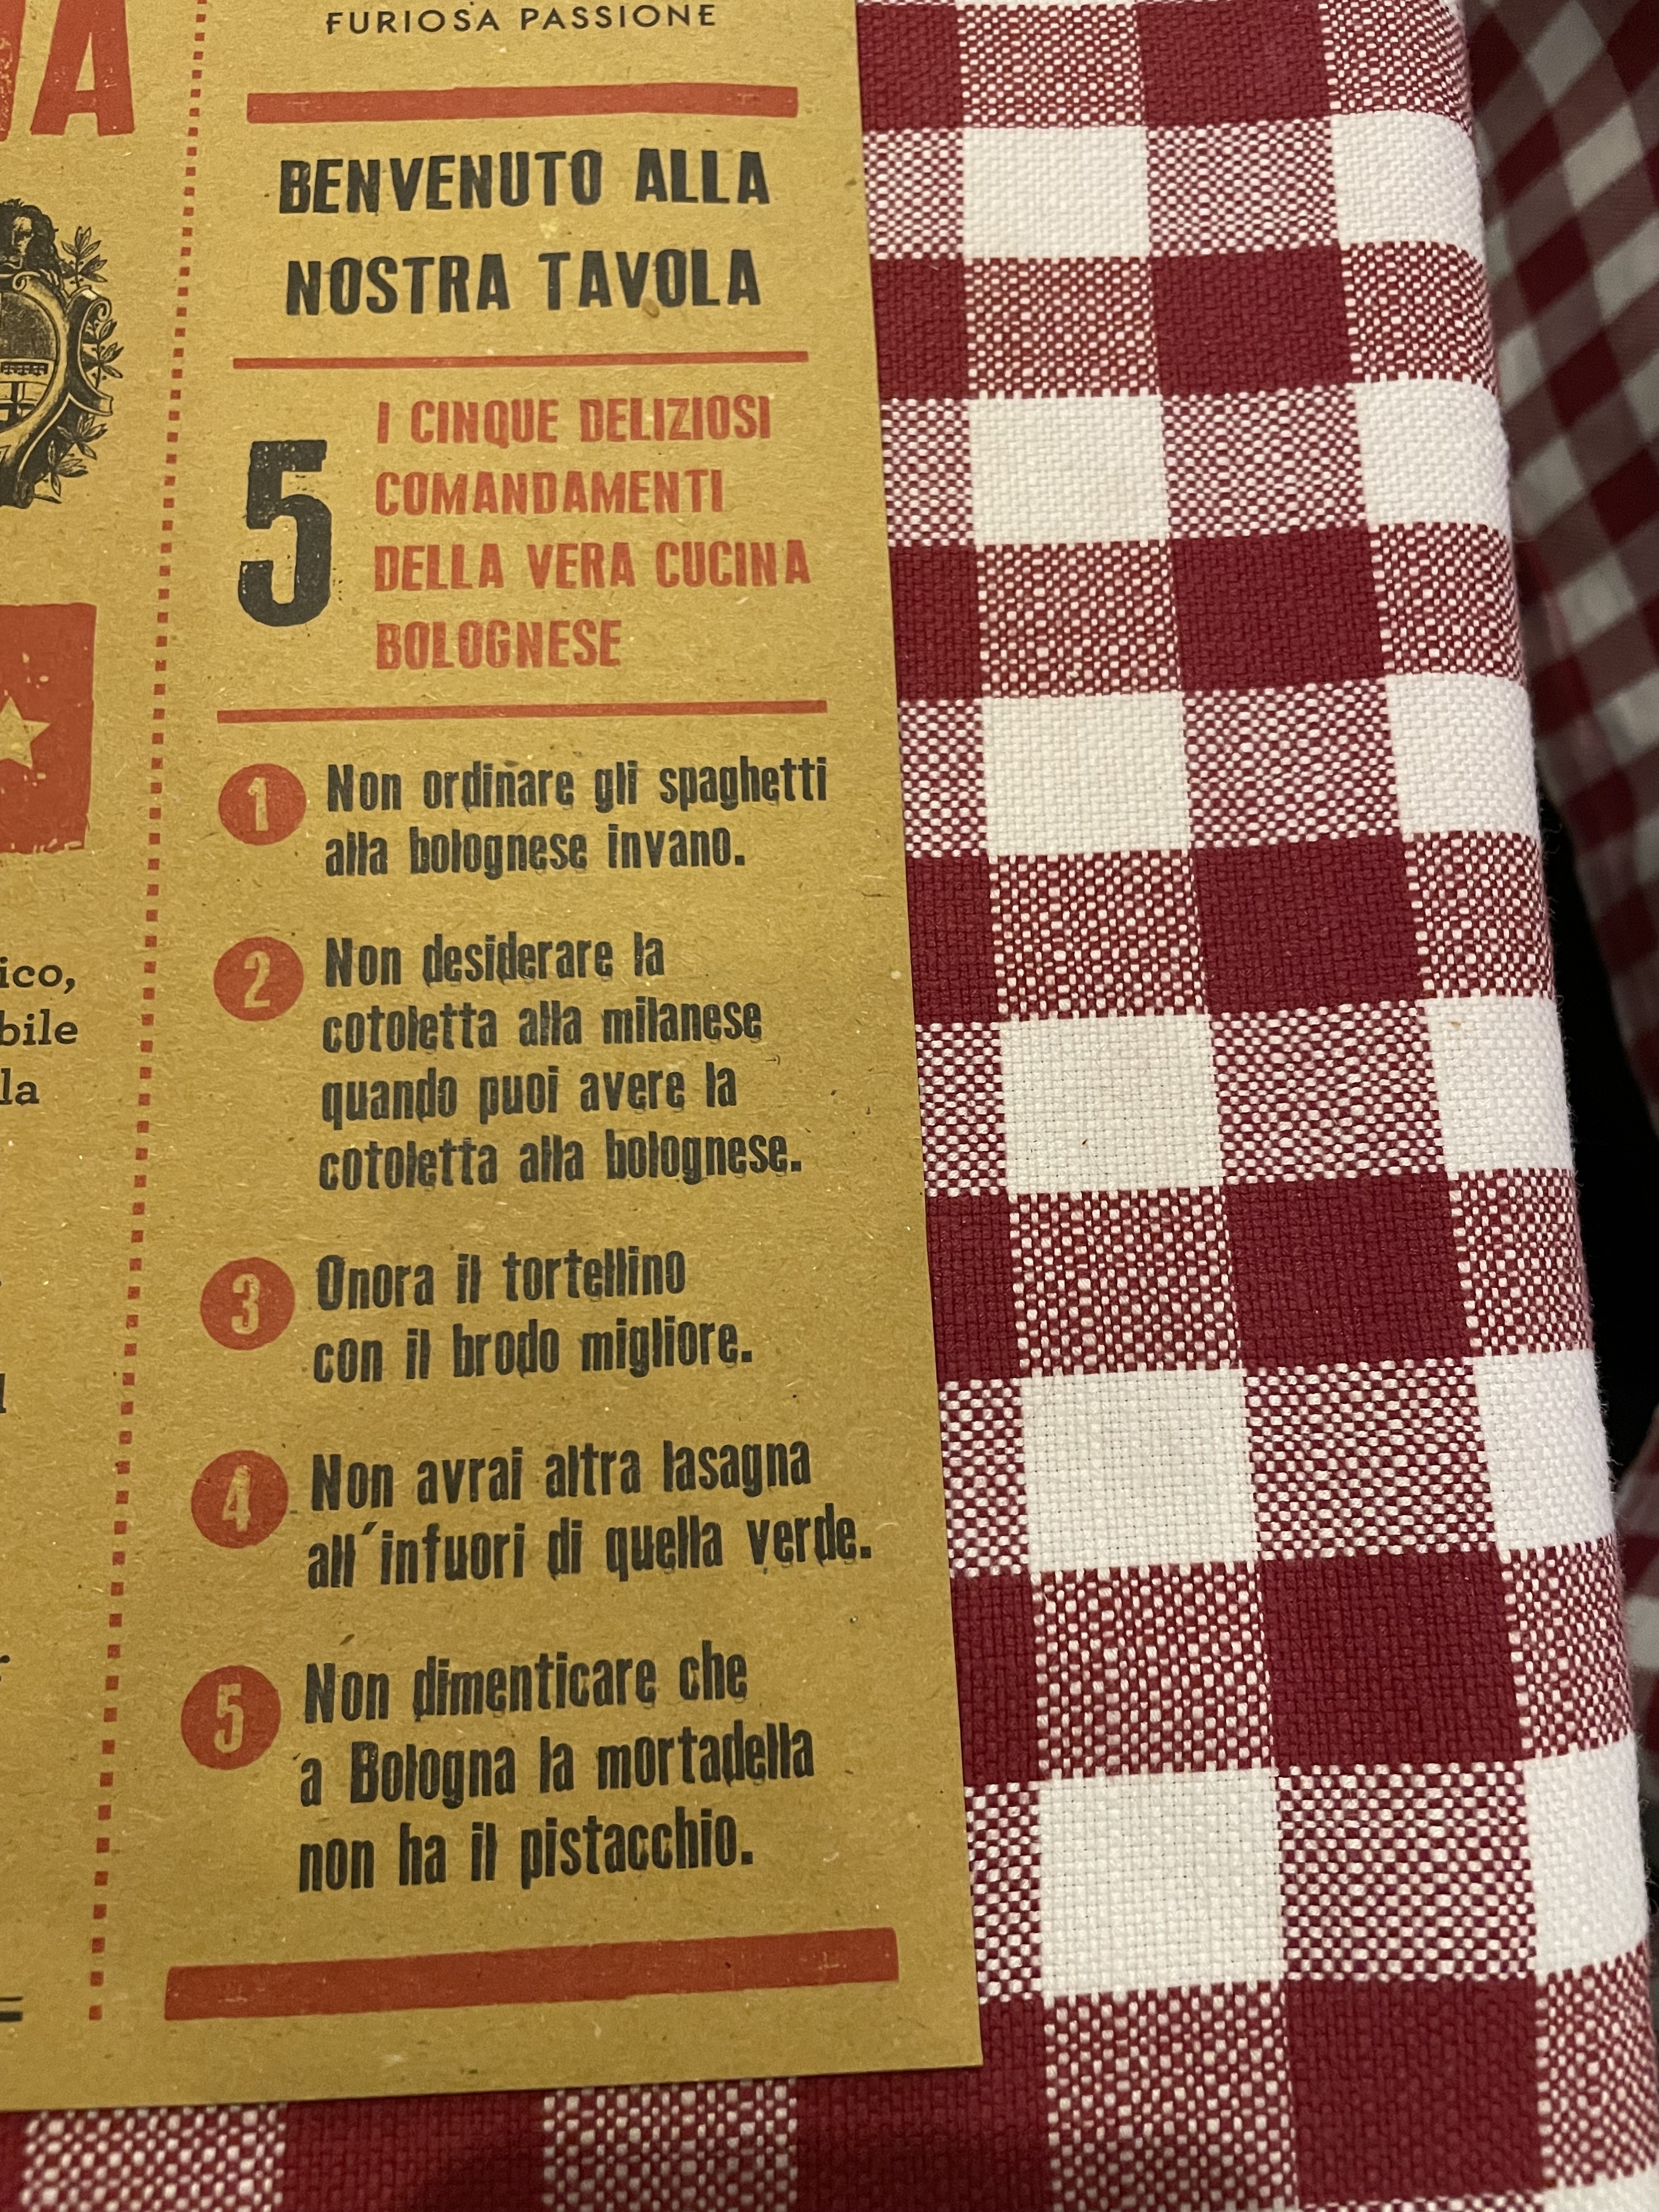 A
ico,
bile
la
FURIOSA PASSIONE
BENVENUTO ALLA
NOSTRA TAVOLA
5
I CINQUE DELIZIOSI
COMANDAMENTI
DELLA VERA CUCINA
BOLOGNESE
1 Non ordinare gli spaghetti
alla bolognese invano.
2 Non desiderare la
cotoletta alla milanese
quando puoi avere la
cotoletta alla bolognese.
3 Onora il tortellino
con il brodo migliore.
4 Non avrai altra lasagna
all´infuori di quella verde.
5 Non dimenticare che
a Bologna la mortadella
non ha il pistacchio.